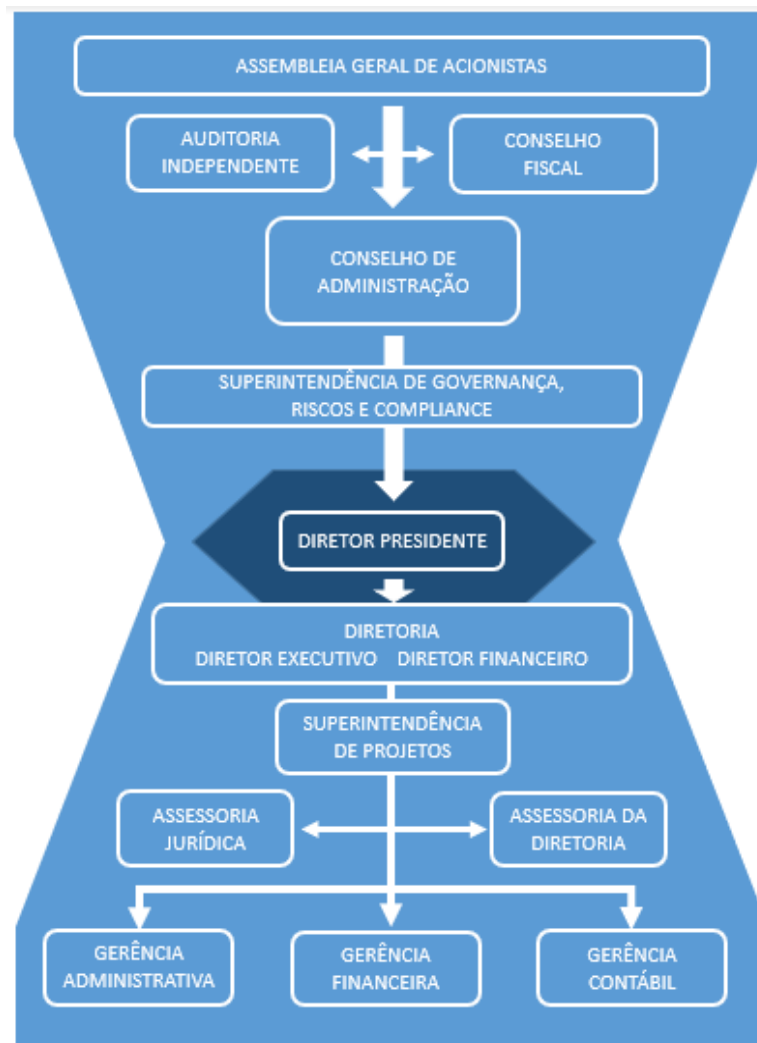 ASSEMBLEIA GERAL DE ACIONISTAS
AUDITORIA
INDEPENDENTE
CONSELHO
FISCAL
CONSELHO DE
ADMINISTRAÇÃO
SUPERINTENDÊNCIA DE GOVERNANÇA,
RISCOS E COMPLIANCE
DIRETOR PRESIDENTE
DIRETORIA
DIRETOR EXECUTIVO DIRETOR FINANCEIRO
SUPERINTENDÊNCIA
DE PROJETOS
ASSESSORIA
JURÍDICA
ASSESSORIA DA
DIRETORIA
GERÊNCIA
ADMINISTRATIVA
GERÊNCIA
FINANCEIRA
GERÊNCIA
CONTÁBIL